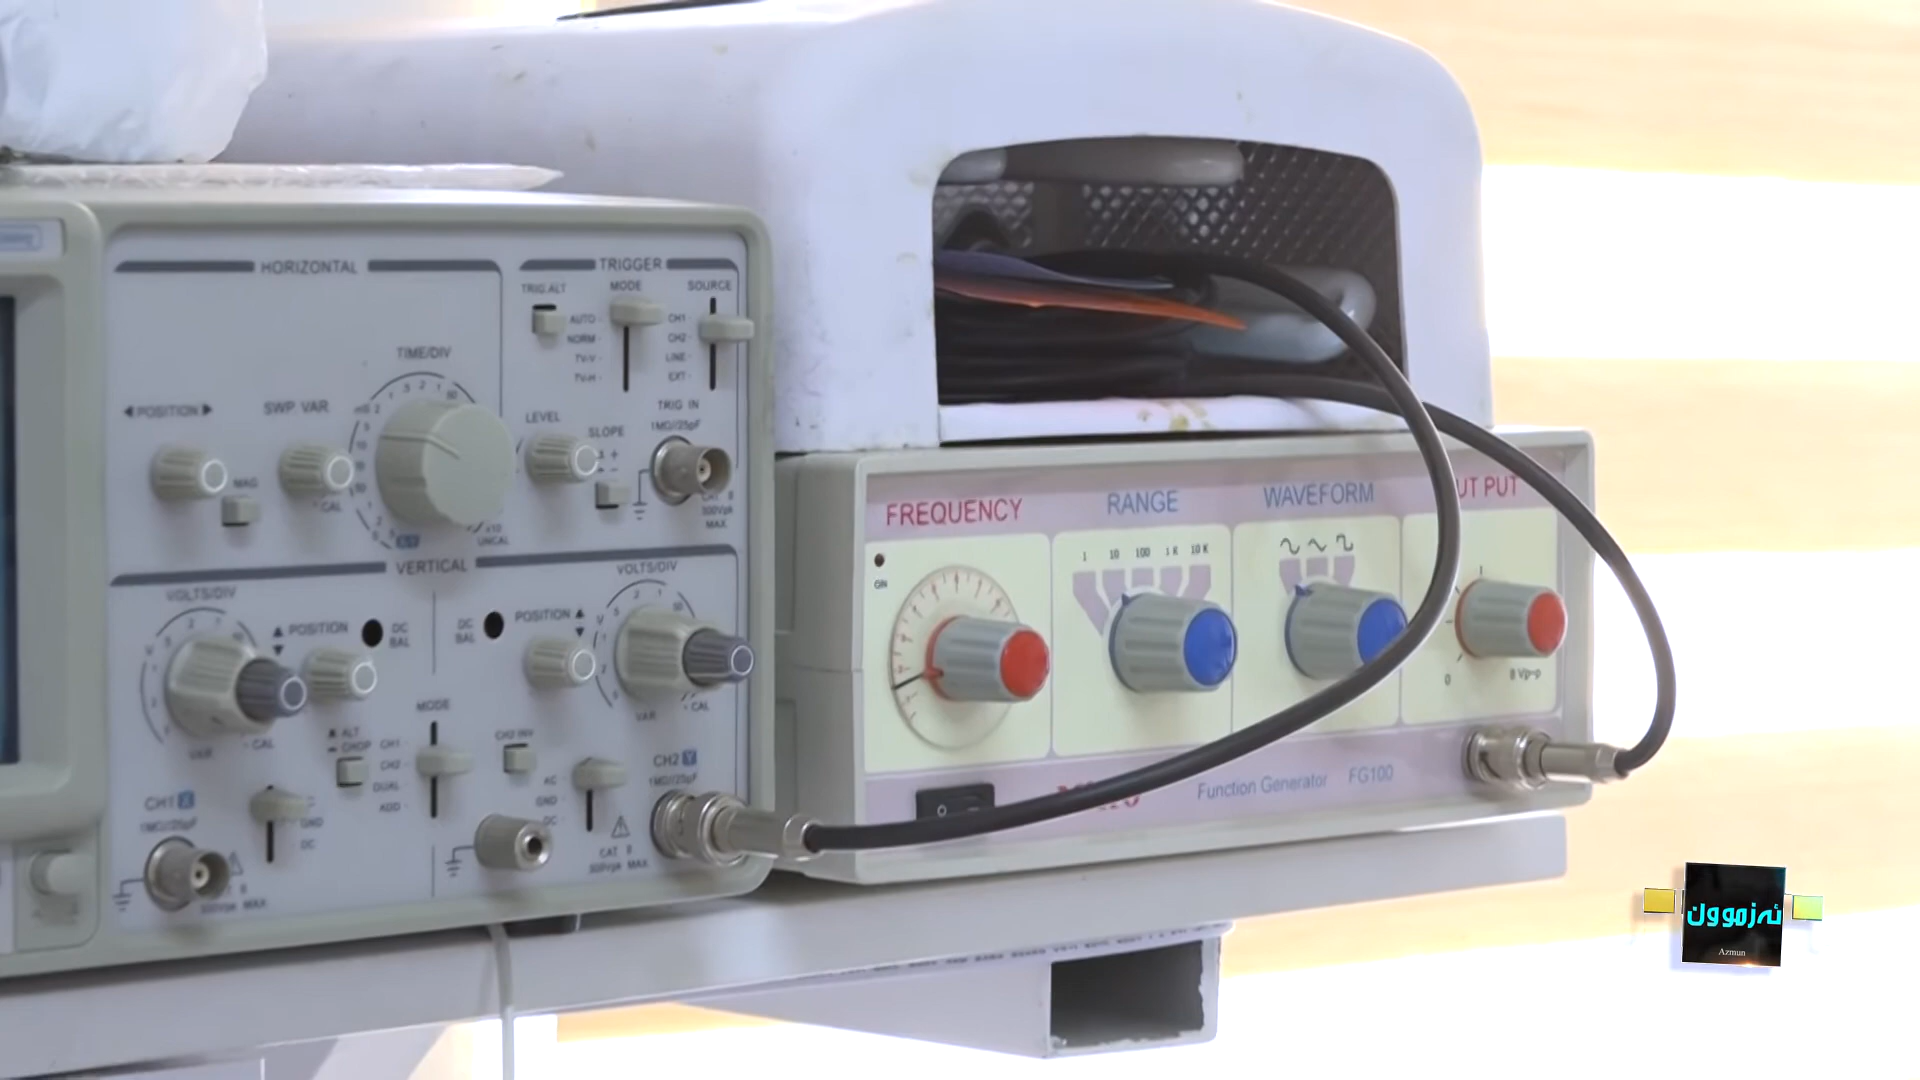 HORIZONTAL
TRIGGER
TRIG.ALT
MODE
SOURCE
AUTO
NORM
TV-V
TV-H
CH1
CH2
LINE
EXT
TIME/DIV
POSITION
SWP. VAR
LEVEL
SLOPE
TRIG IN
1MΩ//25pF
MAG
CAL
UNCAL
X-Y
300Vpk
MAX
VERTICAL
VOLTS/DIV
POSITION
DC
BAL
DC
BAL
POSITION
VOLTS/DIV
MODE
VAR
CAL
VAR
CAL
ALT
CHOP
CH1
CH2
DUAL
ADD
CH2 INV
AC
GND
DC
CH2 Y
1MΩ//25pF
CH1 X
1MΩ//25pF
GND
DC
CAT II
300Vpk MAX
300Vpk MAX
FREQUENCY
RANGE
WAVEFORM
UT PUT
ON
1 10 100 1 K 10 K
0
8 Vp-p
Function Generator FG100
ئەزموون
Azmun